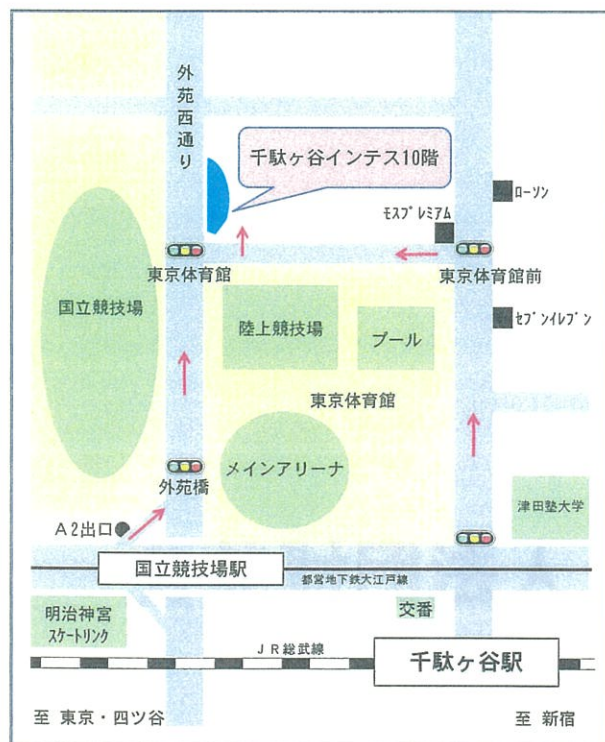 外苑西通り
千駄ヶ谷インテス10階
ﾛｰｿﾝ
ﾓｽﾌﾟﾚﾐｱﾑ
東京体育館
東京体育館前
国立競技場
陸上競技場
プール
ｾﾌﾞﾝｲﾚﾌﾞﾝ
東京体育館
メインアリーナ
外苑橋
津田塾大学
A2出口
国立競技場駅
都営地下鉄大江戸線
明治神宮
ｽｹｰﾄﾘﾝｸ
交番
JR総武線
千駄ヶ谷駅
至 東京・四ツ谷
至 新宿